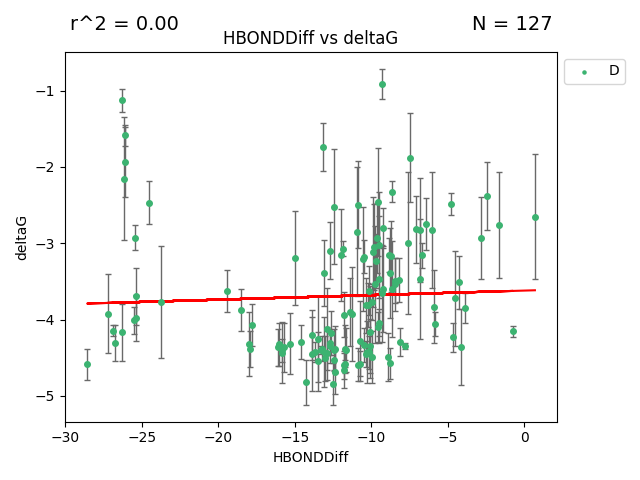 r^2 = 0.00
N = 127
HBONDDiff vs deltaG
D
deltaG
−1
−2
−3
−4
−5
−30
−25
−20
−15
−10
−5
0
HBONDDiff